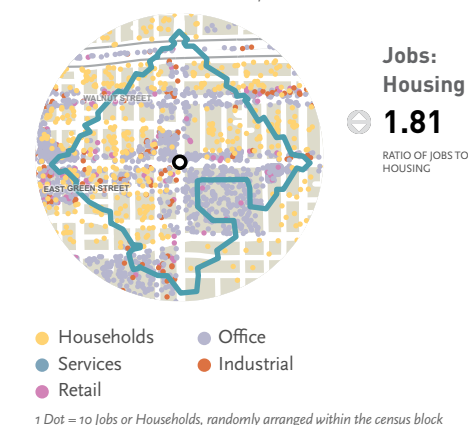 WALNUT STREET
EAST GREEN STREET
Jobs:
Housing
1.81
RATIO OF JOBS TO
HOUSING
Households
Office
Services
Industrial
Retail
1 Dot = 10 Jobs or Households, randomly arranged within the census block